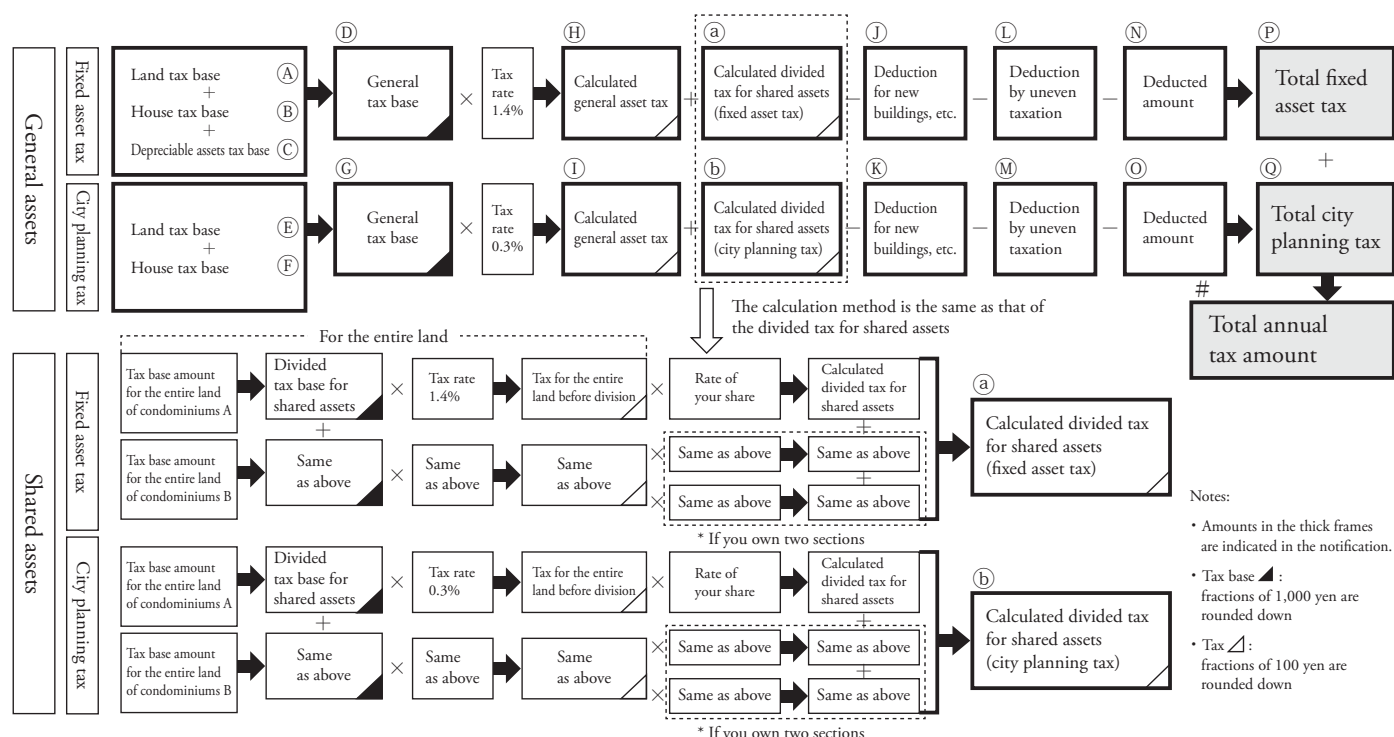 General assets
Fixed asset tax
Land tax base Ⓐ
+
House tax base Ⓑ
+
Depreciable assets tax base Ⓒ
Ⓓ
General
tax base
×
Tax
rate
1.4%
Ⓗ
Calculated
general asset tax
+
ⓐ
Calculated divided
tax for shared assets
(fixed asset tax)
−
Ⓙ
Deduction
for new
buildings, etc.
−
Ⓛ
Deduction
by uneven
taxation
−
Ⓝ
Deducted
amount
Ⓟ
Total fixed
asset tax
+
City planning tax
Land tax base Ⓔ
+
House tax base Ⓕ
Ⓖ
General
tax base
×
Tax
rate
0.3%
Ⓘ
Calculated
general asset tax
+
ⓑ
Calculated divided
tax for shared assets
(city planning tax)
−
Ⓚ
Deduction
for new
buildings, etc.
−
Ⓜ
Deduction
by uneven
taxation
−
Ⓞ
Deducted
amount
Ⓠ
Total city
planning tax
#
Total annual
tax amount
The calculation method is the same as that of
the divided tax for shared assets
Shared assets
Fixed asset tax
For the entire land
Tax base amount
for the entire land
of condominiums A
Divided
tax base for
shared assets
×
Tax rate
1.4%
Tax for the entire
land before division
×
Rate of
your share
Calculated
divided tax for
shared assets
+
+
Tax base amount
for the entire land
of condominiums B
Same
as above
×
Same
as above
Same
as above
×
Same as above
Same as above
+
×
Same as above
Same as above
* If you own two sections
ⓐ
Calculated divided tax
for shared assets
(fixed asset tax)
City planning tax
Tax base amount
for the entire land
of condominiums A
Divided
tax base for
shared assets
×
Tax rate
0.3%
Tax for the entire
land before division
×
Rate of
your share
Calculated
divided tax for
shared assets
+
+
Tax base amount
for the entire land
of condominiums B
Same
as above
×
Same
as above
Same
as above
×
Same as above
Same as above
+
×
Same as above
Same as above
* If you own two sections
ⓑ
Calculated divided tax
for shared assets
(city planning tax)
Notes:
・Amounts in the thick frames
are indicated in the notification.
・Tax base ◢ :
fractions of 1,000 yen are
rounded down
・Tax ◿ :
fractions of 100 yen are
rounded down